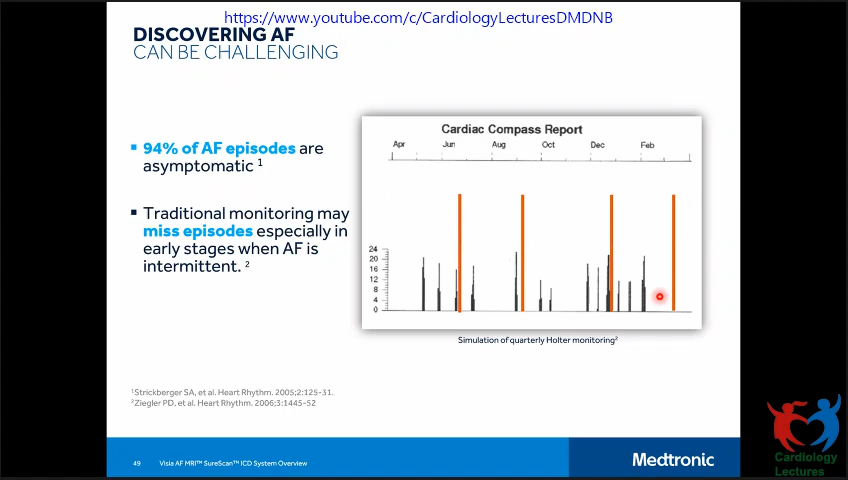 https://www.youtube.com/c/CardiologyLecturesDMDNB
DISCOVERING AF
CAN BE CHALLENGING
94% of AF episodes are
asymptomatic 1
Traditional monitoring may
miss episodes especially in
early stages when AF is
intermittent. 2
Cardiac Compass Report
Apr Jun Aug Oct Dec Feb
24
20
16
12
8
4
0
Simulation of quarterly Holter monitoring2
1Strickberger SA, et al. Heart Rhythm. 2005;2:125-31.
2Ziegler PD, et al. Heart Rhythm. 2006;3:1445-52
49 Visia AF MRI™ SureScan™ ICD System Overview
Medtronic
Cardiology
Lectures